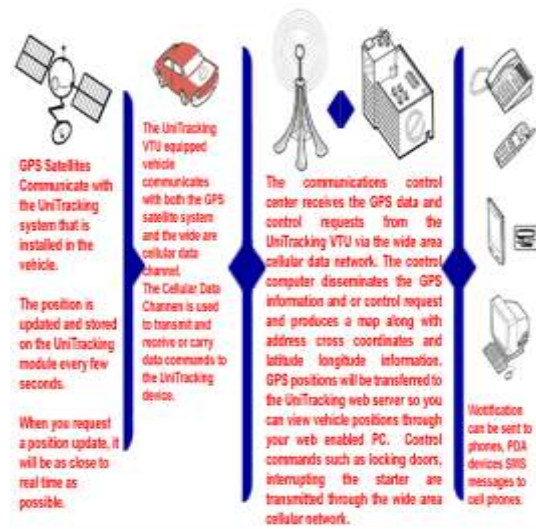 GPS Satellites
Communicate with
the UniTracking
system that is
installed in the
vehicle.
The position is
updated and stored
on the UniTracking
module every few
seconds.
When you request
a position update, it
will be as close to
real time as
possible.
The UniTracking
VTU equipped
vehicle
communicates
with both the GPS
satellite system
and the wide are
cellular data
channel.
The Cellular Data
Channen is used
to transmit and
receive or carry
data commands to
the UniTracking
device.
The communications control
center receives the GPS data and
control requests from the
UniTracking VTU via the wide area
cellular data network. The control
computer disseminates the GPS
information and or control request
and produces a map along with
address cross coordinates and
latitude longitude information.
GPS positions will be transferred to
the UniTracking web server so you
can view vehicle positions through
your web enabled PC. Control
commands such as locking doors,
interrupting the starter are
transmitted through the wide area
cellular network.
can be sent to
phones, PDA
devices SMS
messages to
cell phones.